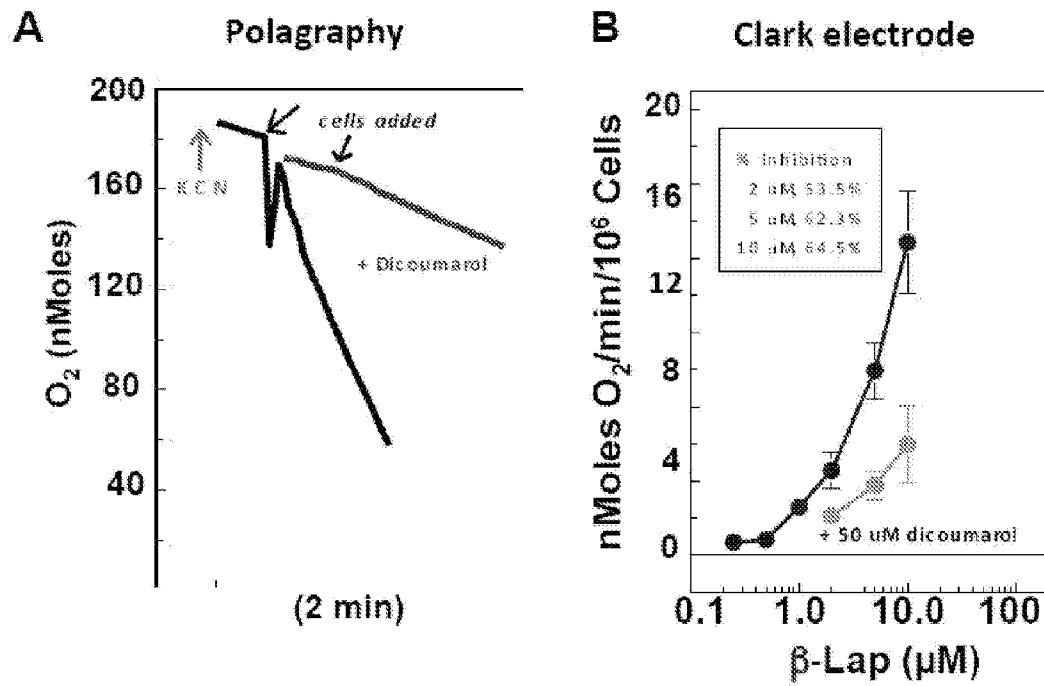 A
Polagraphy
200
160
120
80
40
O2 (nMoles)
KCN
cells added
+ Dicoumarol
(2 min)
B
Clark electrode
20
16
12
8
4
0
nMoles O2/min/10^6 Cells
% Inhibition
2 uM, 53.5%
5 uM, 62.3%
10 uM, 64.5%
+ 50 uM dicoumarol
0.1
1.0
10.0
100
β-Lap (µM)